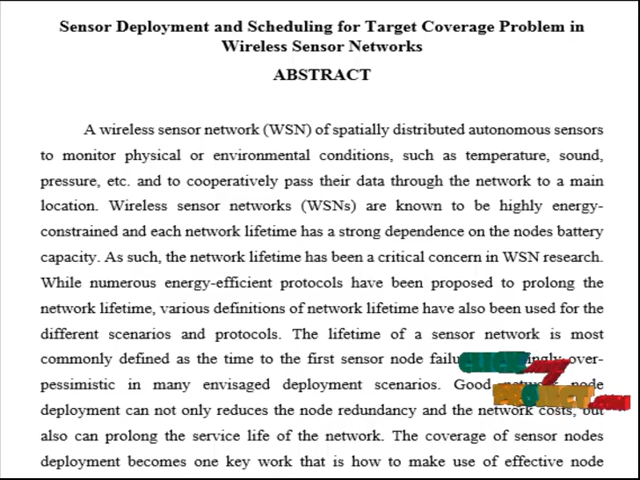 Sensor Deployment and Scheduling for Target Coverage Problem in
Wireless Sensor Networks
ABSTRACT
A wireless sensor network (WSN) of spatially distributed autonomous sensors
to monitor physical or environmental conditions, such as temperature, sound,
pressure, etc. and to cooperatively pass their data through the network to a main
location. Wireless sensor networks (WSNs) are known to be highly energy-
constrained and each network lifetime has a strong dependence on the nodes battery
capacity. As such, the network lifetime has been a critical concern in WSN research.
While numerous energy-efficient protocols have been proposed to prolong the
network lifetime, various definitions of network lifetime have also been used for the
different scenarios and protocols. The lifetime of a sensor network is most
commonly defined as the time to the first sensor node over-
pessimistic in many envisaged deployment scenarios. Good network node
deployment can not only reduces the node redundancy and the network costs, but
also can prolong the service life of the network. The coverage of sensor nodes
deployment becomes one key work that is how to make use of effective node